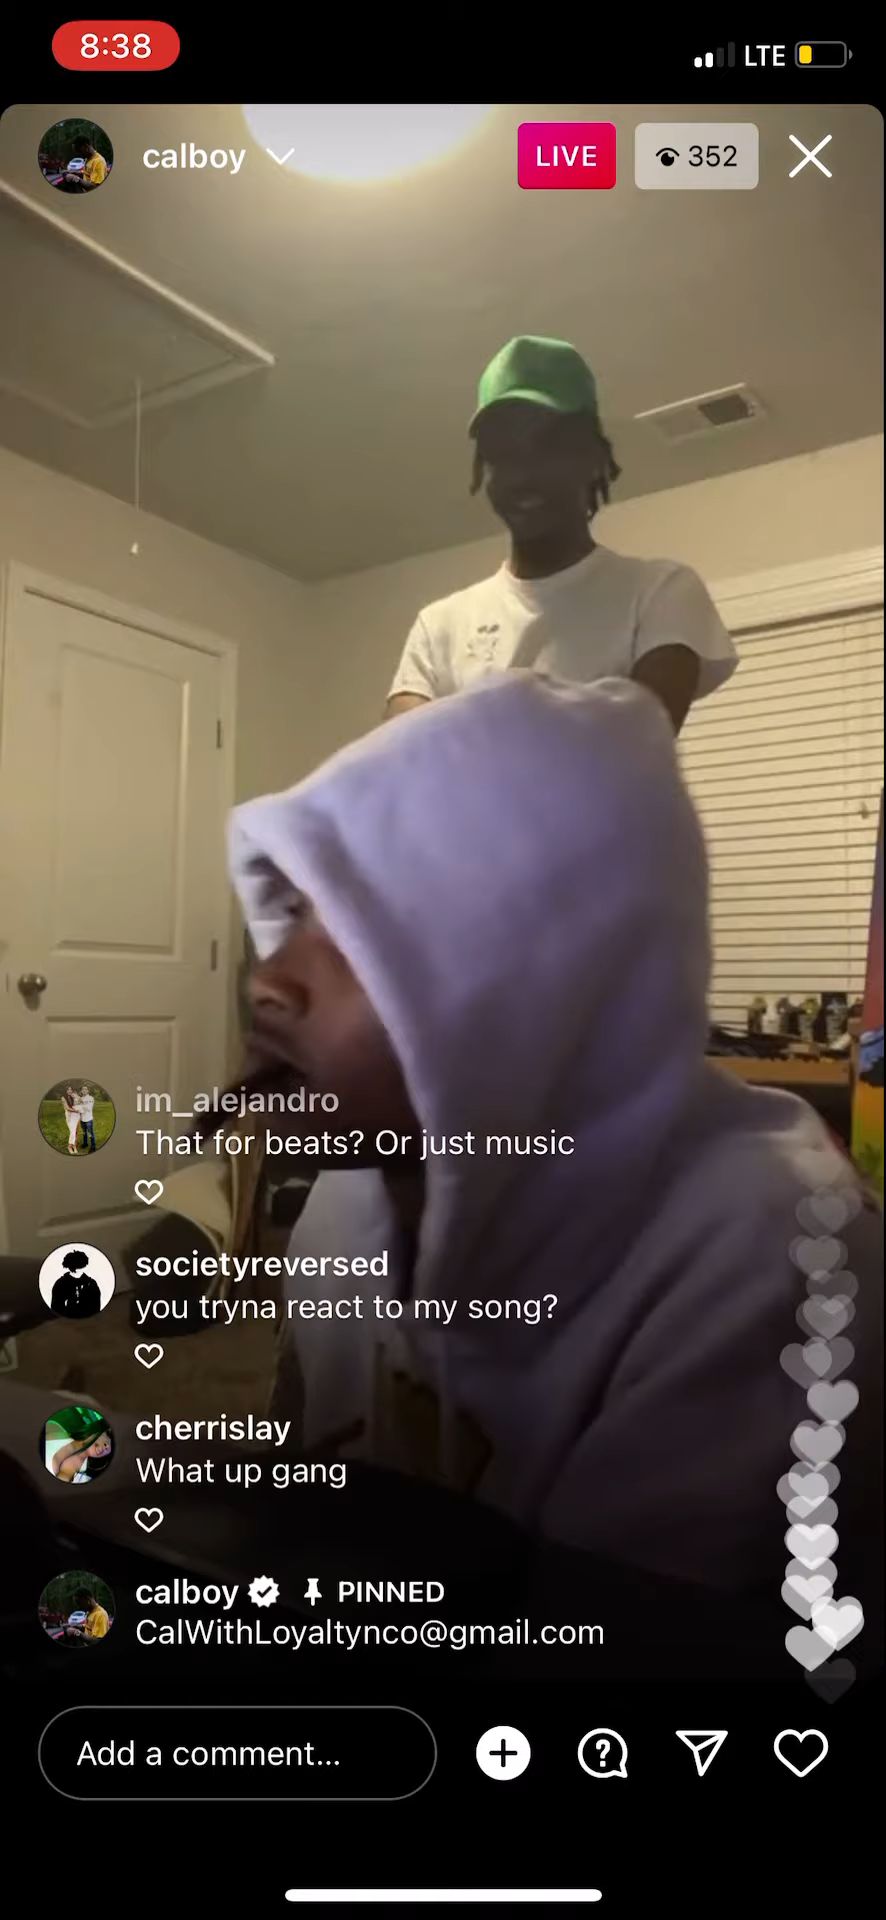 8:38
LTE
calboy
LIVE
352
im_alejandro
That for beats? Or just music
societyreversed
you tryna react to my song?
cherrislay
What up gang
calboy PINNED
CalWithLoyaltynco@gmail.com
Add a comment...